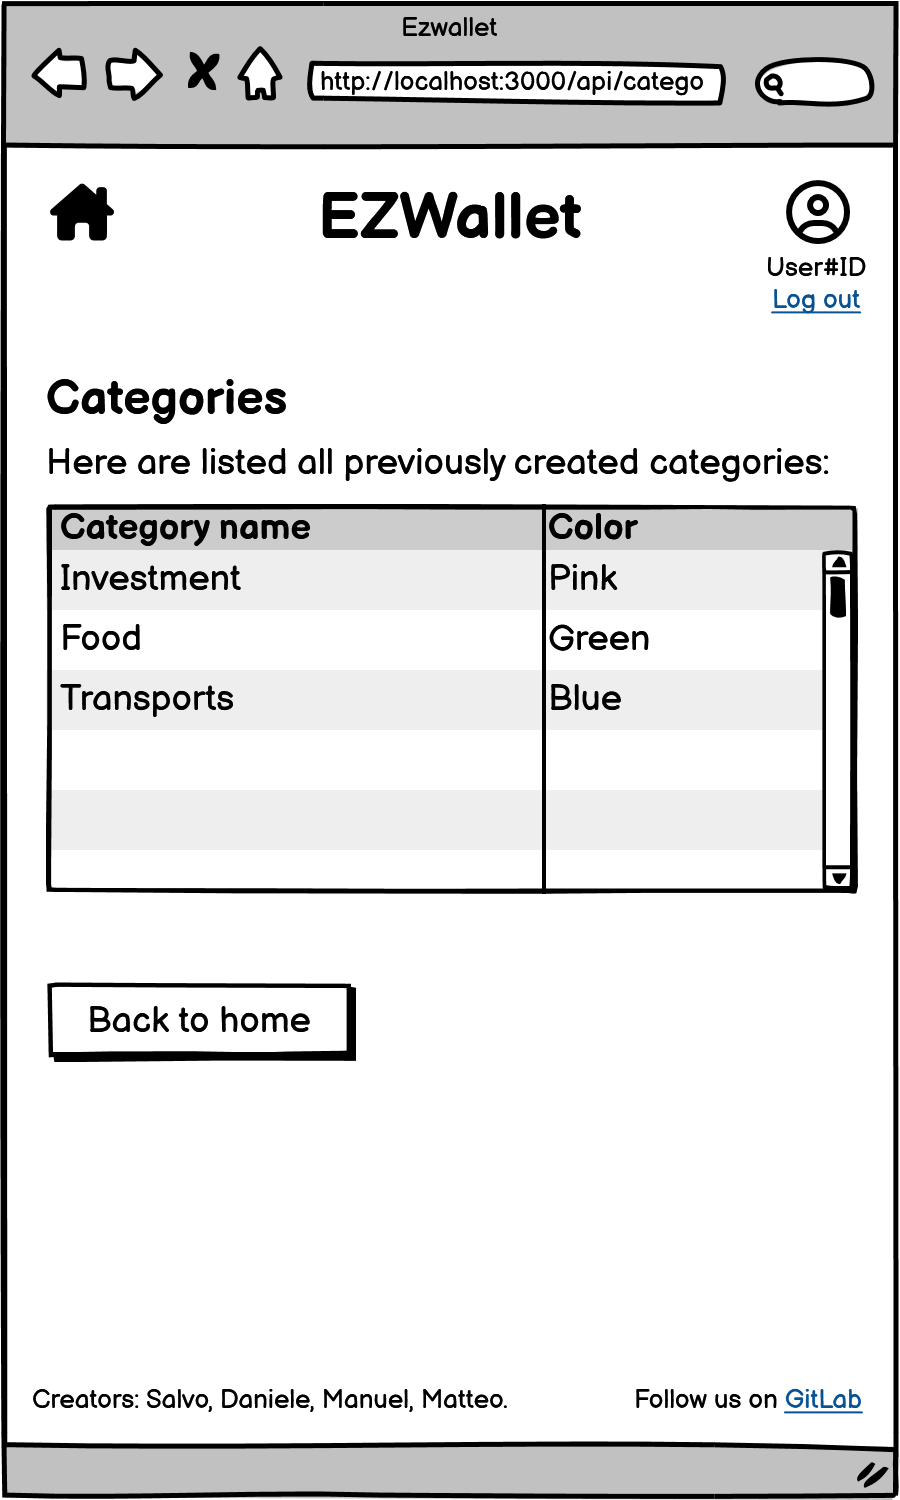 Ezwallet
http://localhost:3000/api/catego
EZWallet
User#ID
Log out
Categories
Here are listed all previously created categories:
Category name Color
Investment Pink
Food Green
Transports Blue
Back to home
Creators: Salvo, Daniele, Manuel, Matteo. Follow us on GitLab